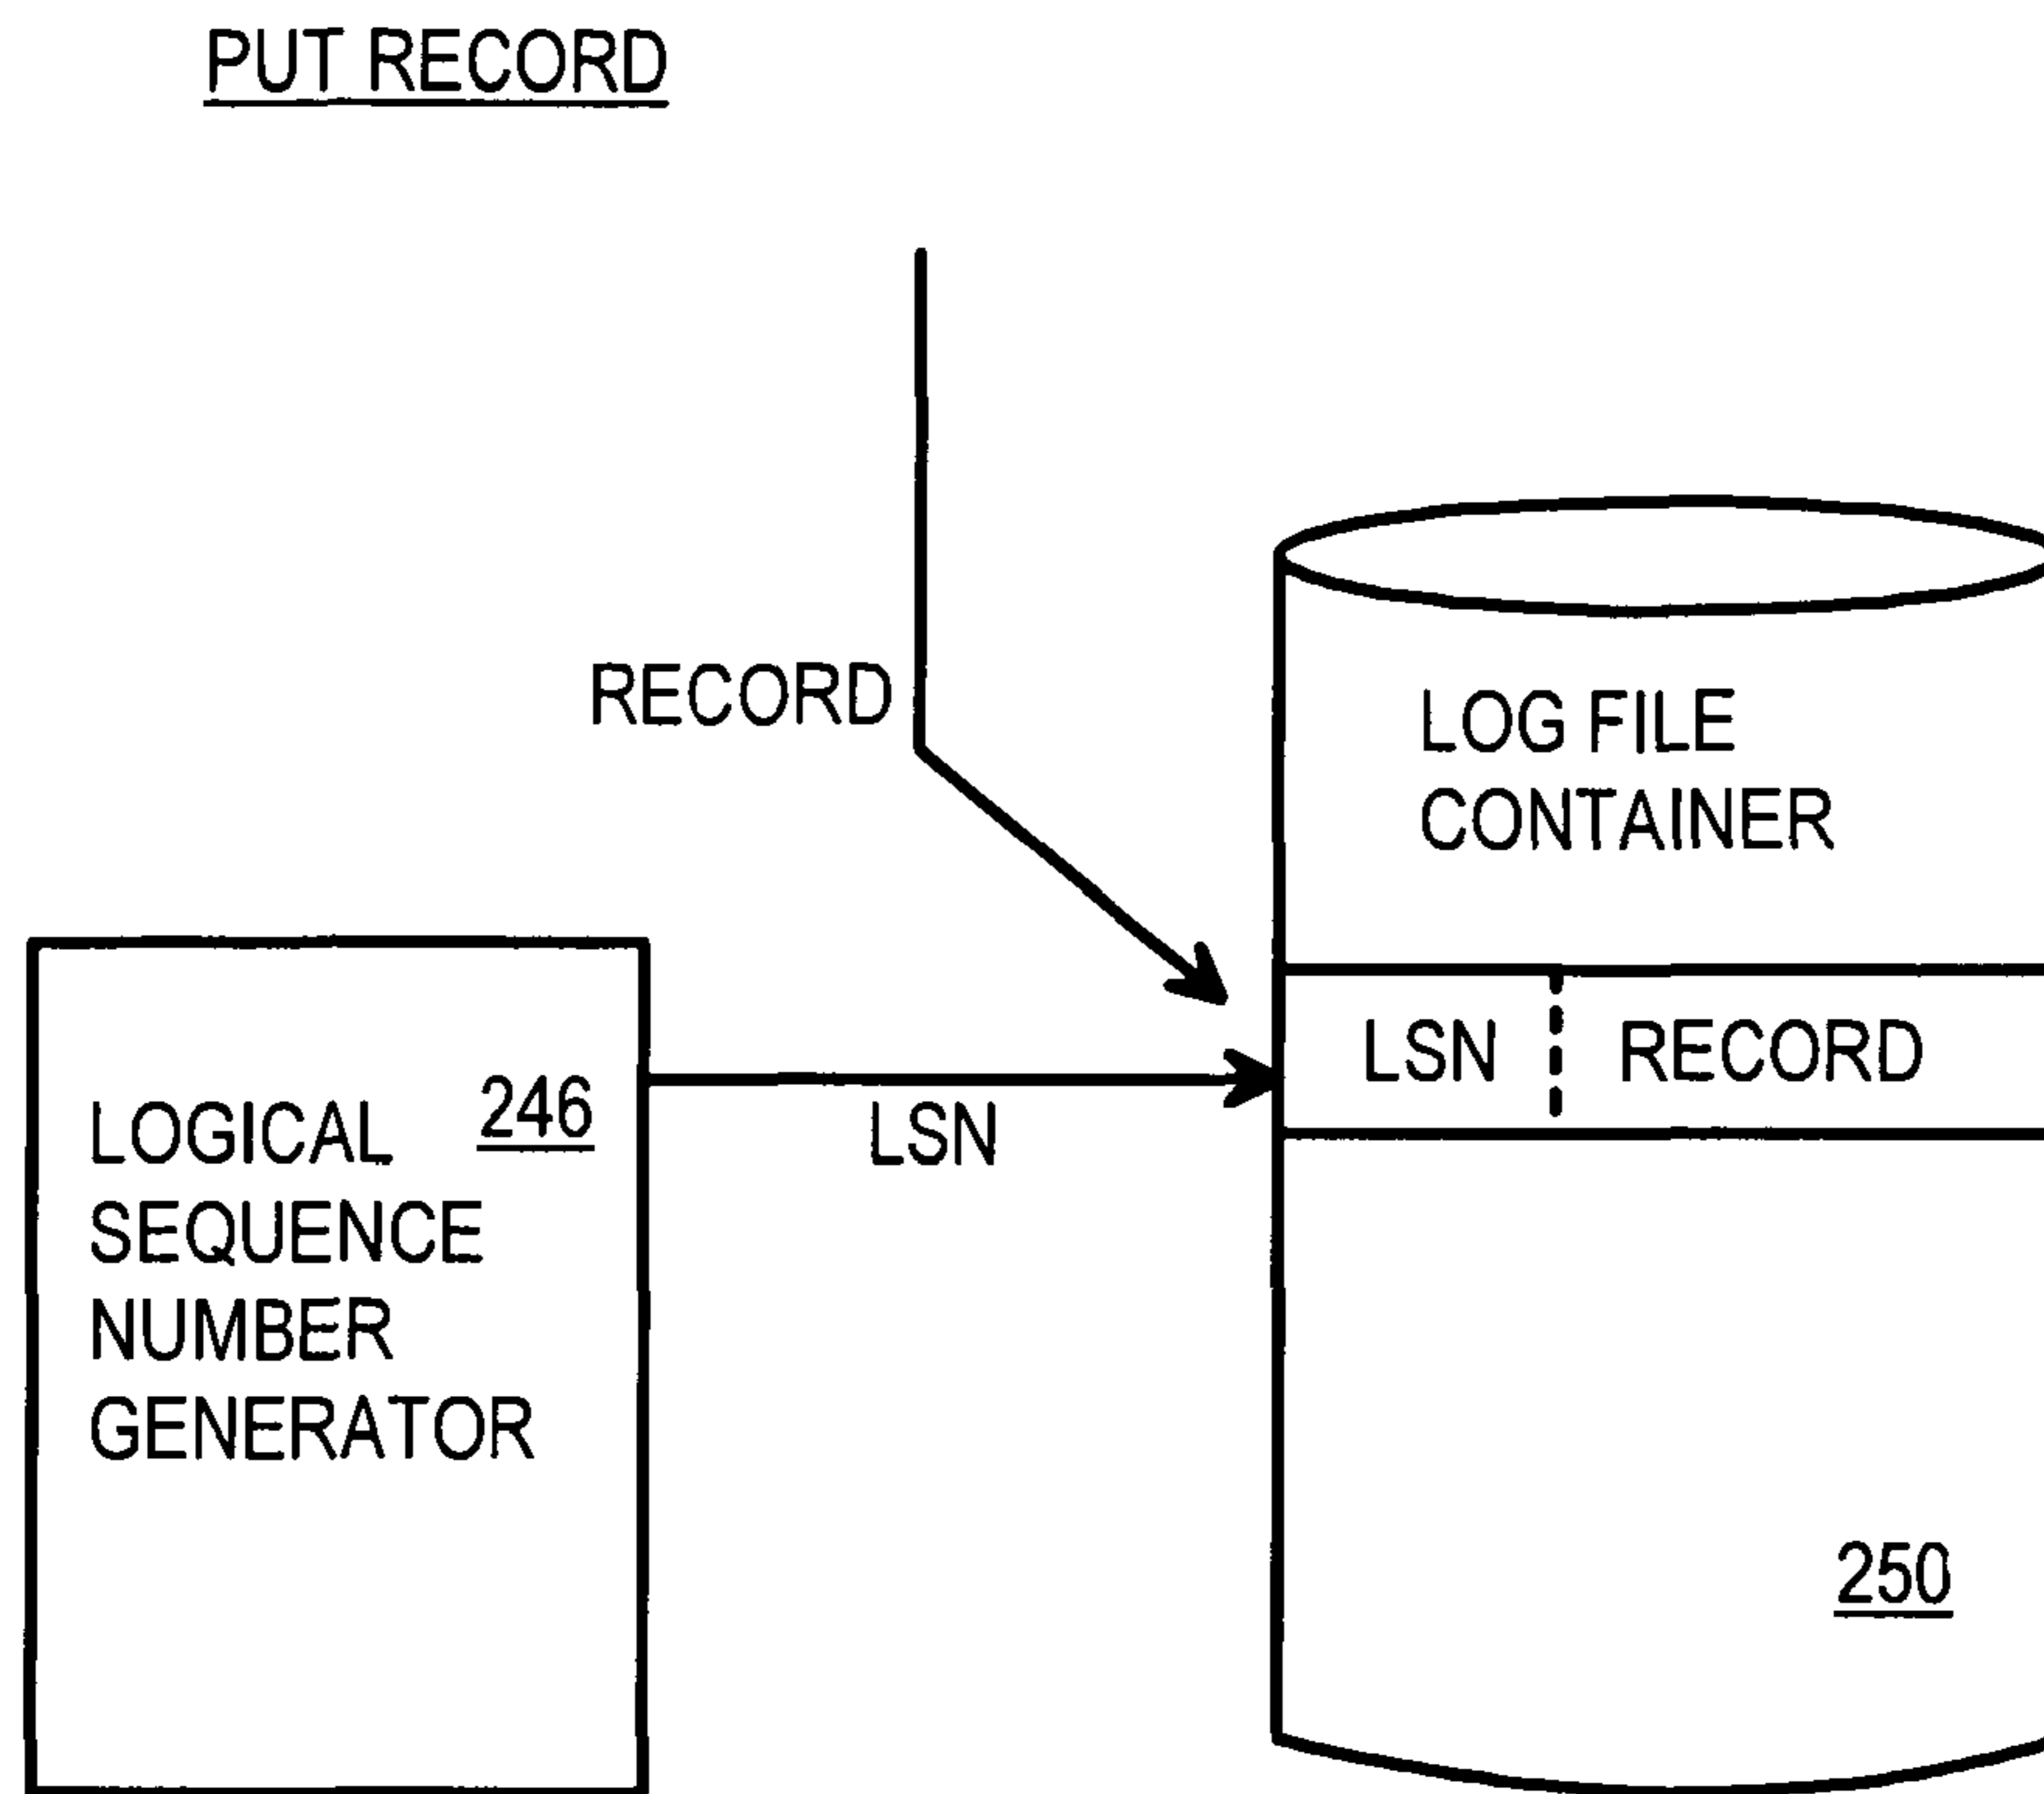 PUT RECORD
RECORD
LOG FILE
CONTAINER
LSN
RECORD
LSN
246
LOGICAL
SEQUENCE
NUMBER
GENERATOR
250